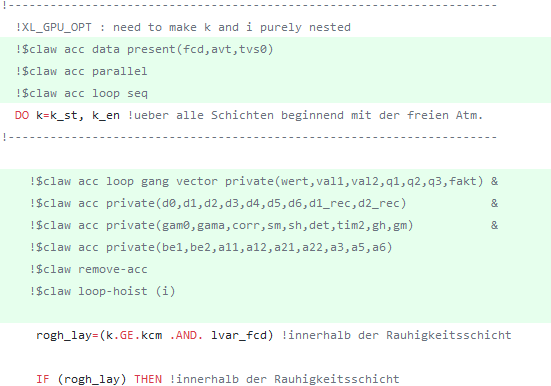 !----------------------------------------------------------------------
!XL_GPU_OPT : need to make k and i purely nested
!$claw acc data present(fcd,avt,tvs0)
!$claw acc parallel
!$claw acc loop seq
DO k=k_st, k_en !ueber alle Schichten beginnend mit der freien Atm.
!----------------------------------------------------------------------
!$claw acc loop gang vector private(wert,val1,val2,q1,q2,q3,fakt) &
!$claw acc private(d0,d1,d2,d3,d4,d5,d6,d1_rec,d2_rec) &
!$claw acc private(gam0,gama,corr,sm,sh,det,tim2,gh,gm) &
!$claw acc private(be1,be2,a11,a12,a21,a22,a3,a5,a6)
!$claw remove-acc
!$claw loop-hoist (i)
rogh_lay=(k.GE.kcm .AND. lvar_fcd) !innerhalb der Rauhigkeitsschicht
IF (rogh_lay) THEN !innerhalb der Rauhigkeitsschicht